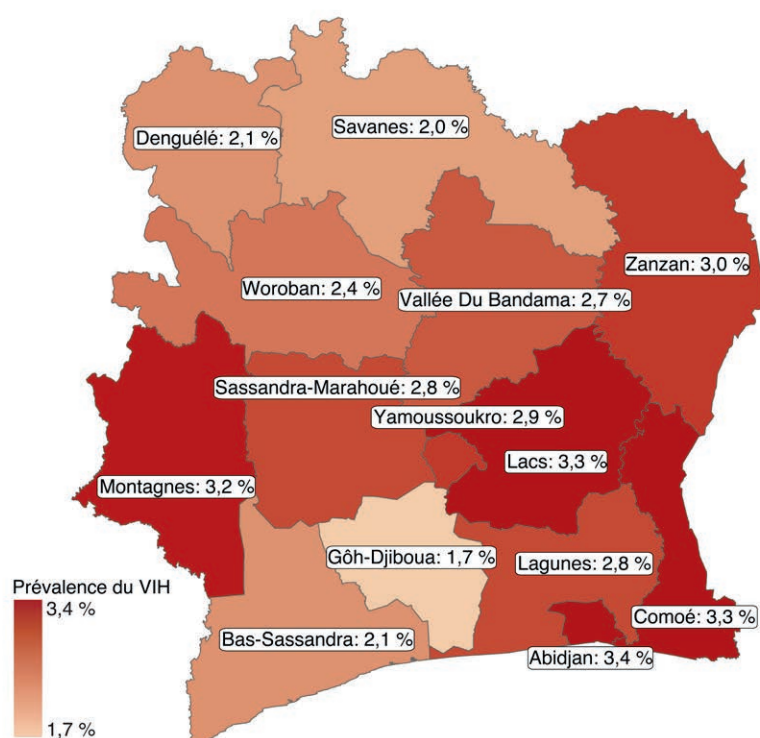 Denguélé: 2,1 %
Savanes: 2,0 %
Zanzan: 3,0 %
Woroban: 2,4 %
Vallée Du Bandama: 2,7 %
Sassandra-Marahoué: 2,8 %
Yamoussoukro: 2,9 %
Lacs: 3,3 %
Montagnes: 3,2 %
Gôh-Djiboua: 1,7 %
Lagunes: 2,8 %
Comoé: 3,3 %
Bas-Sassandra: 2,1 %
Abidjan: 3,4 %
Prévalence du VIH
3,4 %
1,7 %